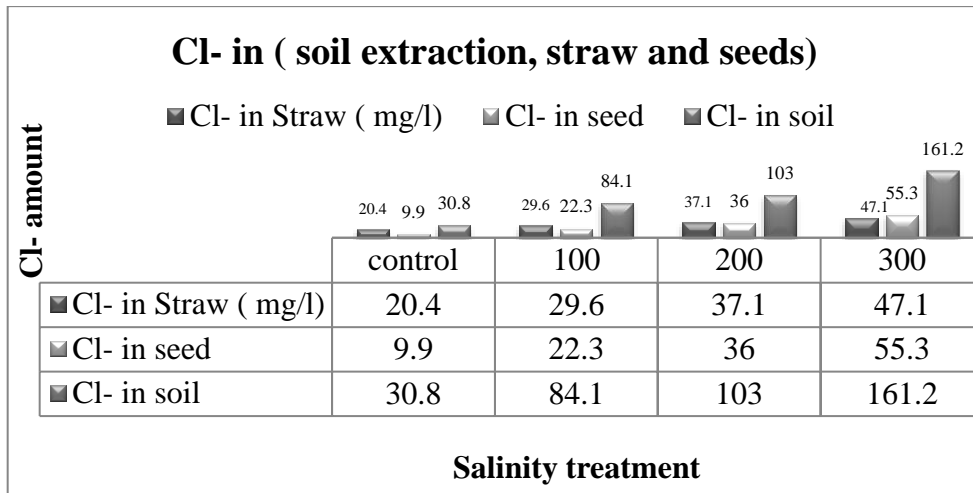 Cl- in ( soil extraction, straw and seeds)
Cl- in Straw ( mg/l) Cl- in seed Cl- in soil
Cl- amount
20.4 9.9 30.8 29.6 22.3 84.1 37.1 36 103 47.1 55.3 161.2
control 100 200 300
Cl- in Straw ( mg/l) 20.4 29.6 37.1 47.1
Cl- in seed 9.9 22.3 36 55.3
Cl- in soil 30.8 84.1 103 161.2
Salinity treatment